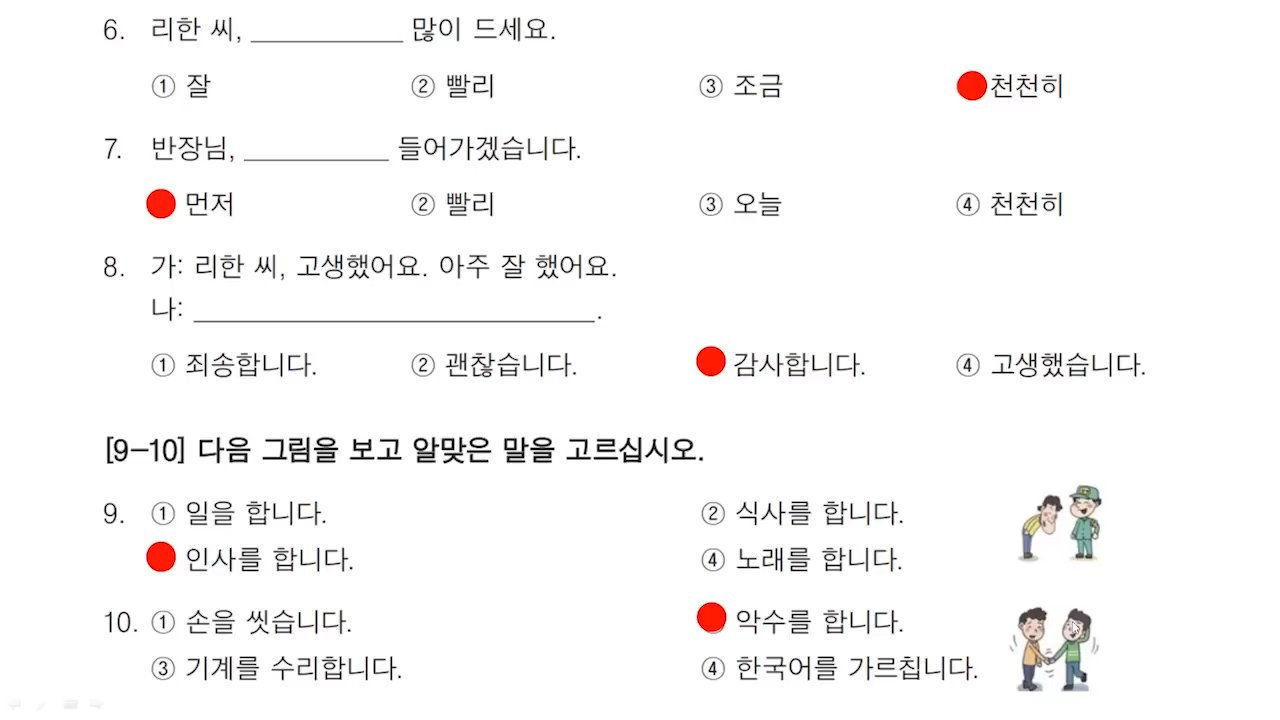 6. 리한 씨, ___________ 많이 드세요.
① 잘 ② 빨리 ③ 조금 천천히
7. 반장님, ___________ 들어가겠습니다.
먼저 ② 빨리 ③ 오늘 ④ 천천히
8. 가: 리한 씨, 고생했어요. 아주 잘 했어요.
나: ______________________________.
① 죄송합니다. ② 괜찮습니다. 감사합니다. ④ 고생했습니다.
[9-10] 다음 그림을 보고 알맞은 말을 고르십시오.
9. ① 일을 합니다. ② 식사를 합니다.
인사를 합니다. ④ 노래를 합니다.
10. ① 손을 씻습니다. 악수를 합니다.
③ 기계를 수리합니다. ④ 한국어를 가르칩니다.